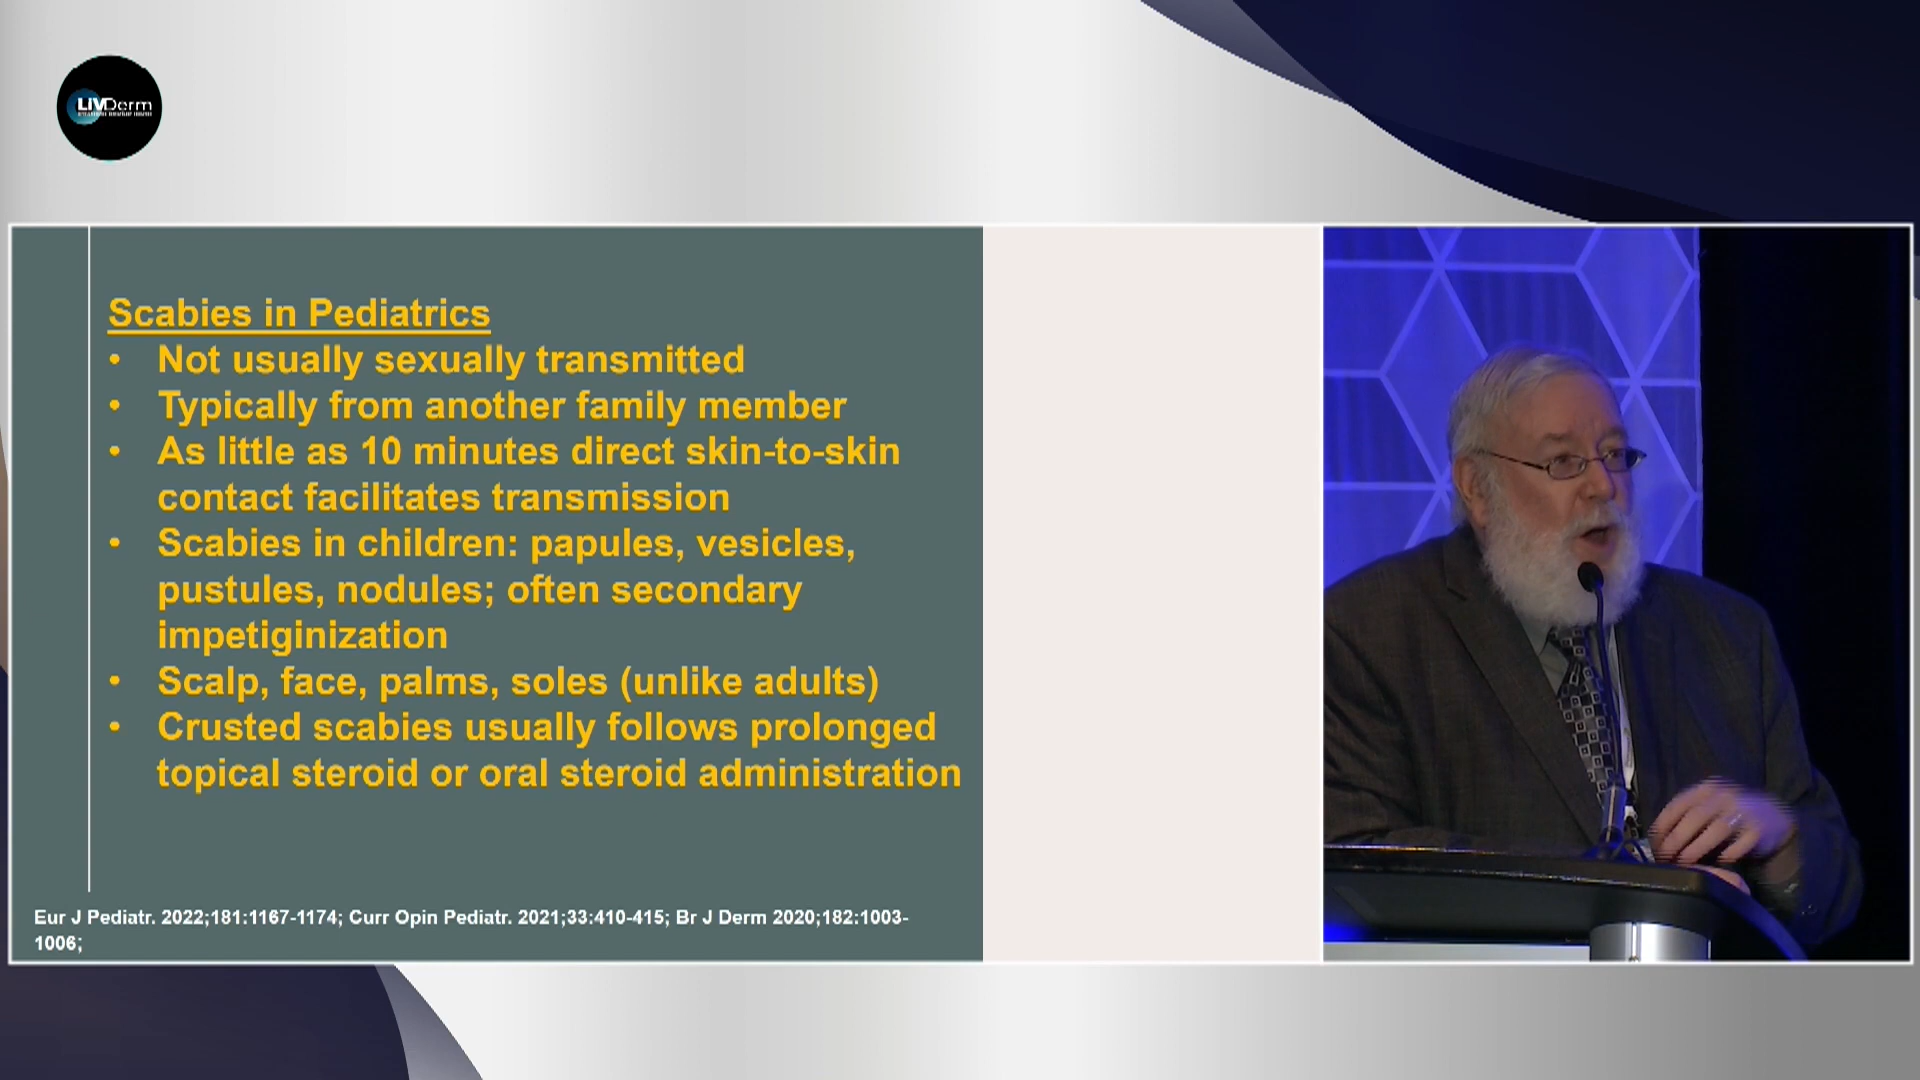 LIVDerm
Scabies in Pediatrics
• Not usually sexually transmitted
• Typically from another family member
• As little as 10 minutes direct skin-to-skin
contact facilitates transmission
• Scabies in children: papules, vesicles,
pustules, nodules; often secondary
impetiginization
• Scalp, face, palms, soles (unlike adults)
• Crusted scabies usually follows prolonged
topical steroid or oral steroid administration
Eur J Pediatr. 2022;181:1167-1174; Curr Opin Pediatr. 2021;33:410-415; Br J Derm 2020;182:1003-
1006;